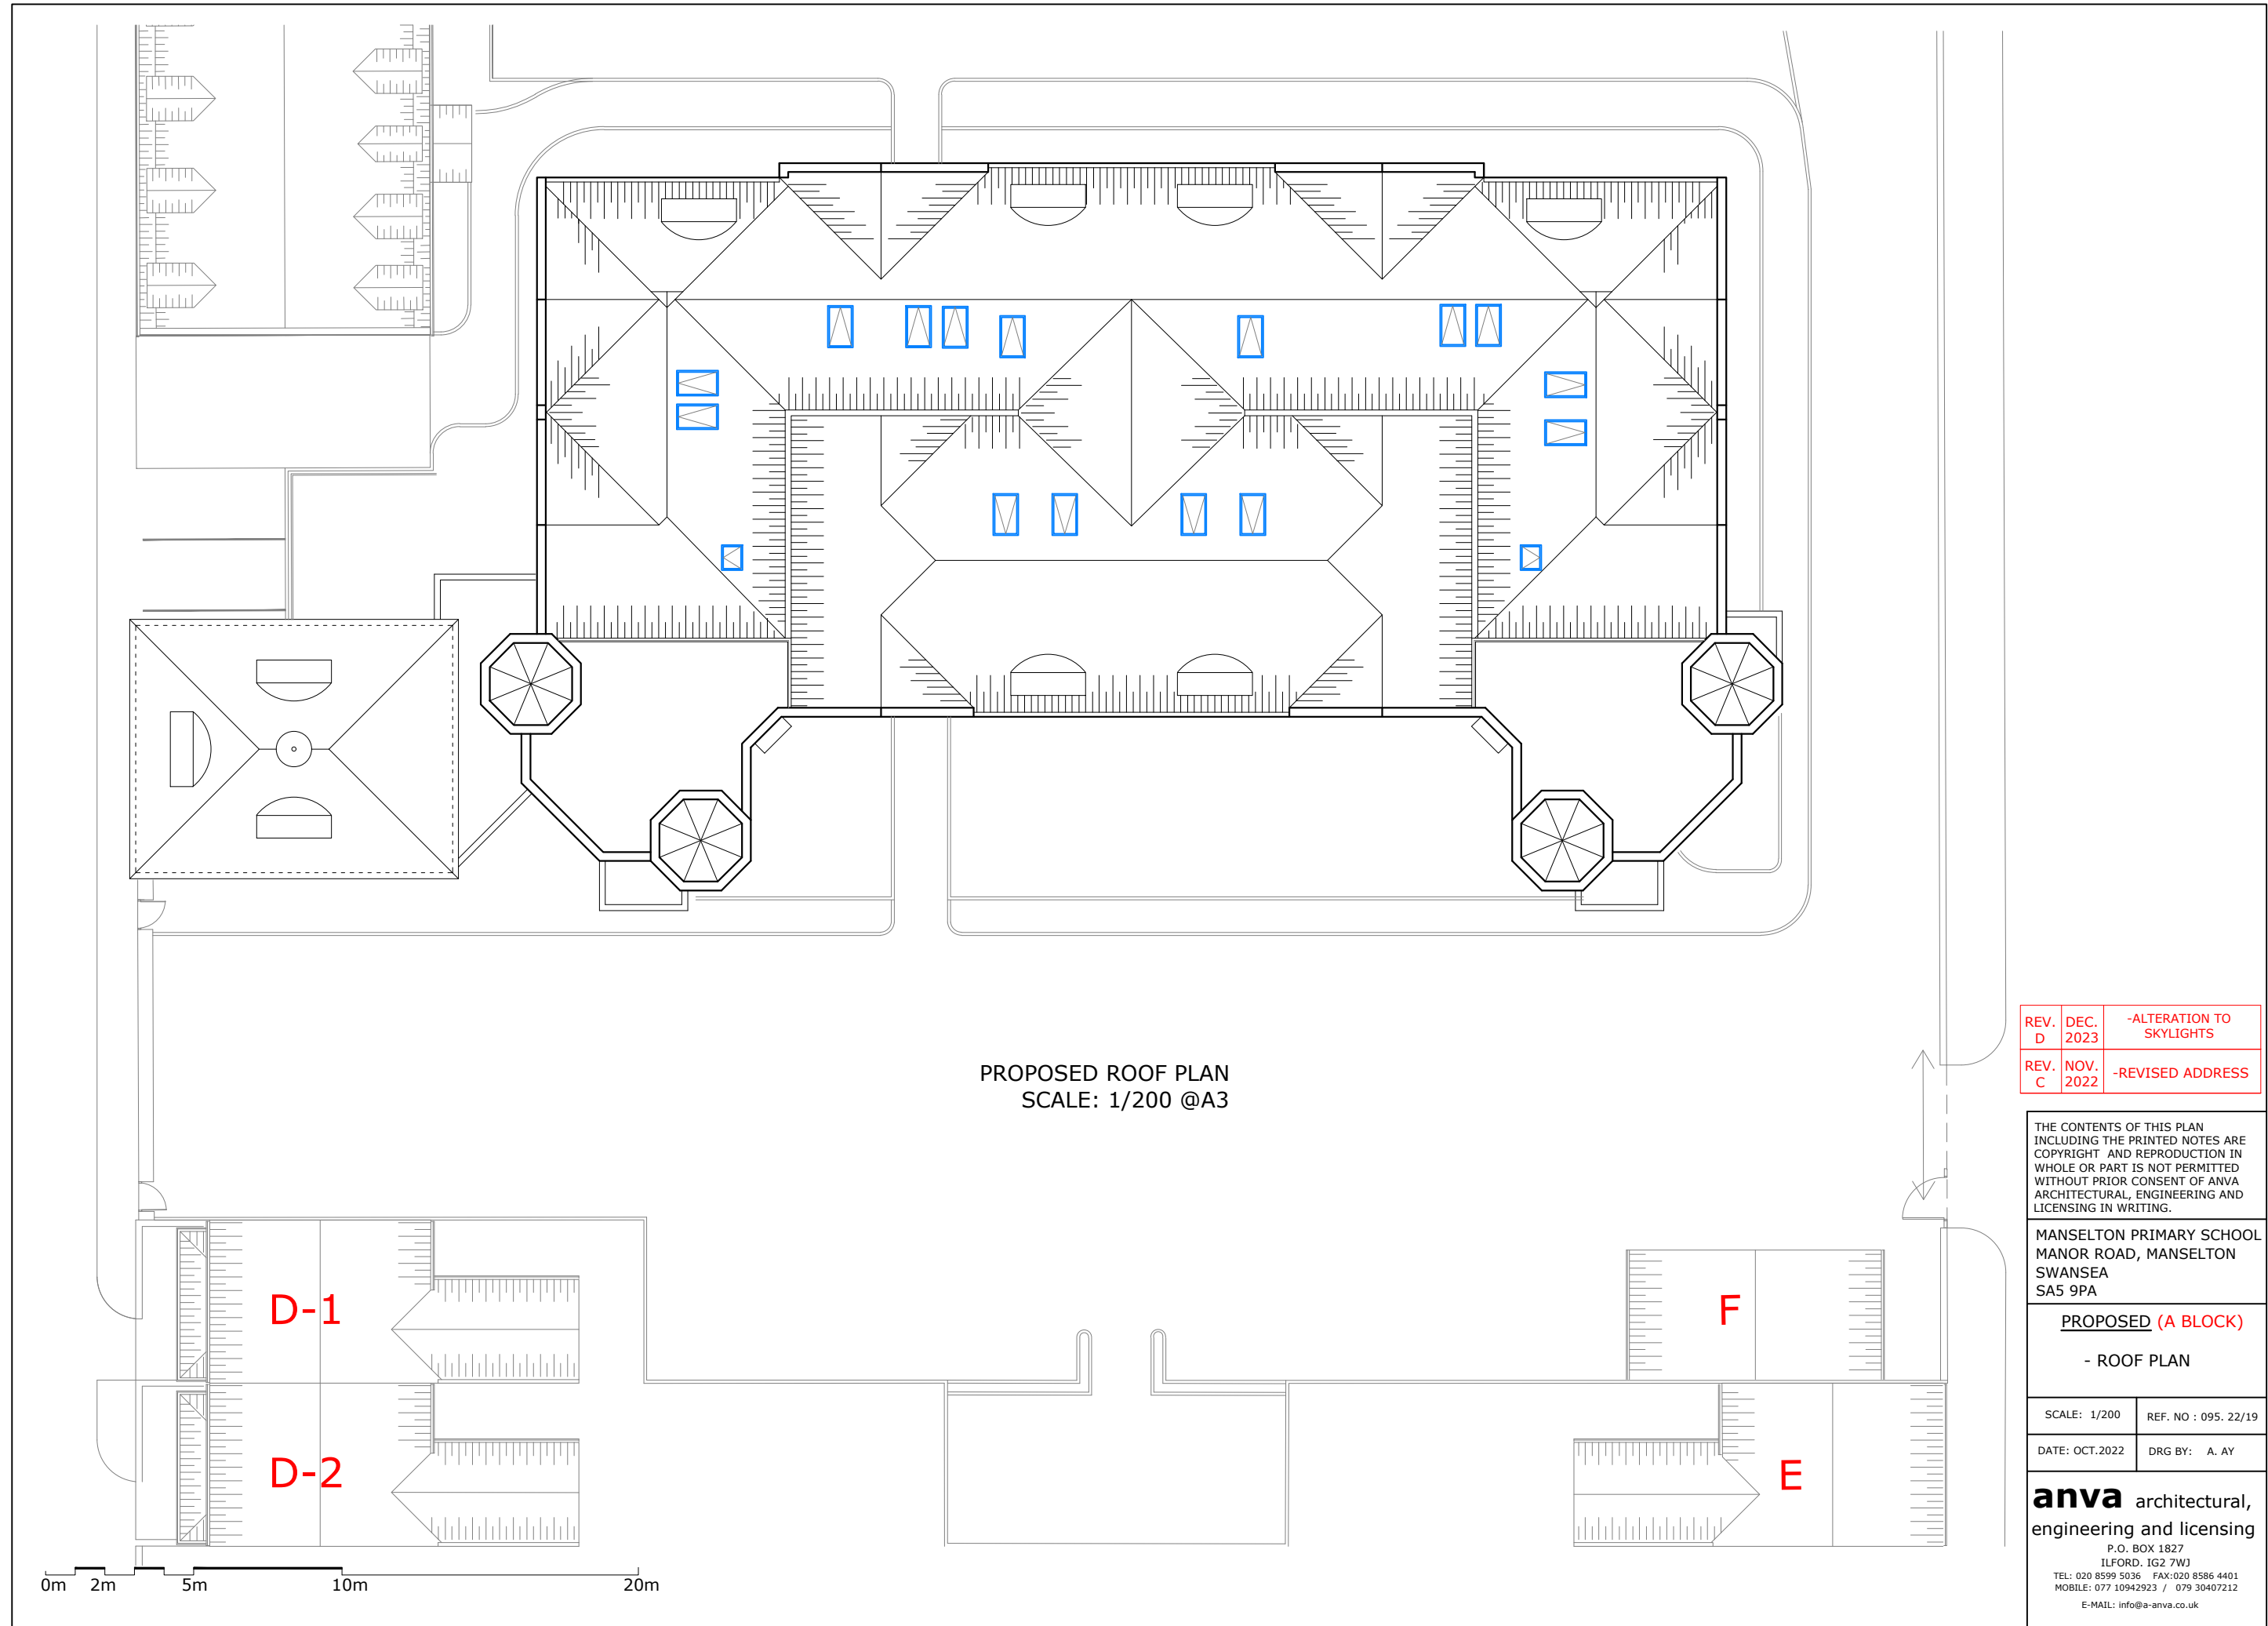 PROPOSED ROOF PLAN
SCALE: 1/200 @A3
REV. D
DEC. 2023
-ALTERATION TO
SKYLIGHTS
REV. C
NOV. 2022
-REVISED ADDRESS
THE CONTENTS OF THIS PLAN
INCLUDING THE PRINTED NOTES ARE
COPYRIGHT AND REPRODUCTION IN
WHOLE OR PART IS NOT PERMITTED
WITHOUT PRIOR CONSENT OF ANVA
ARCHITECTURAL, ENGINEERING AND
LICENSING IN WRITING.
MANSELTON PRIMARY SCHOOL
MANOR ROAD, MANSELTON
SWANSEA
SA5 9PA
PROPOSED (A BLOCK)
- ROOF PLAN
SCALE: 1/200
REF. NO : 095. 22/19
DATE: OCT.2022
DRG BY: A. AY
anva architectural,
engineering and licensing
P.O. BOX 1827
ILFORD. IG2 7WJ
TEL: 020 8599 5036 FAX:020 8586 4401
MOBILE: 077 10942923 / 079 30407212
E-MAIL: info@a-anva.co.uk
D-1
F
D-2
E
0m 2m 5m 10m 20m